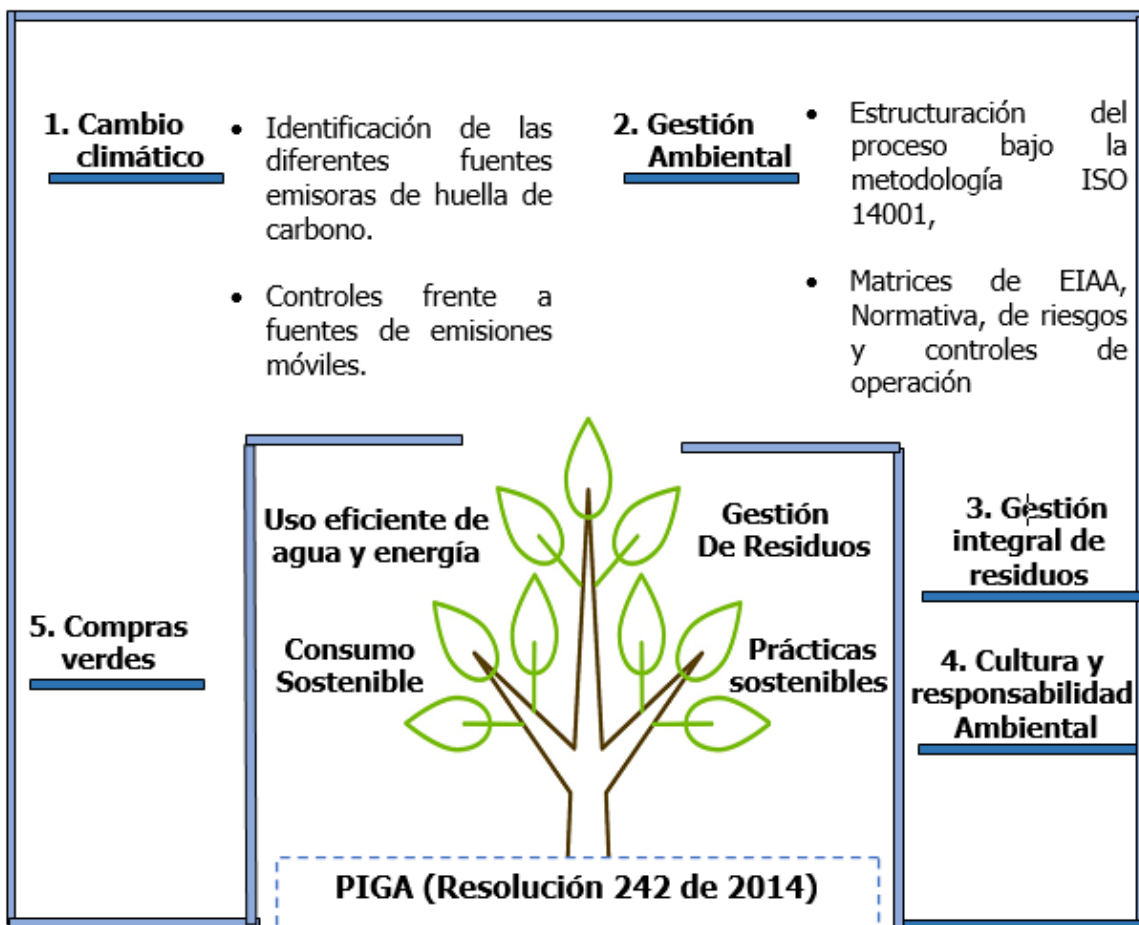 1. Cambio
climático
• Identificación de las
diferentes fuentes
emisoras de huella de
carbono.
• Controles frente a
fuentes de emisiones
móviles.
2. Gestión
Ambiental
• Estructuración del
proceso bajo la
metodología ISO
14001,
• Matrices de EIAA,
Normativa, de riesgos
y controles de
operación
Uso eficiente de
agua y energía
Gestión
De Residuos
3. Gestión
integral de
residuos
5. Compras
verdes
Consumo
Sostenible
Prácticas
sostenibles
4. Cultura y
responsabilidad
Ambiental
PIGA (Resolución 242 de 2014)